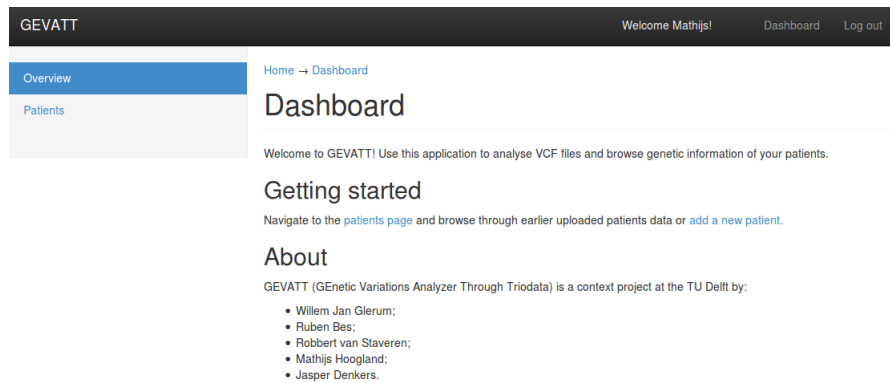 GEVATT Welcome Mathijs! Dashboard Log out
Overview
Patients
Home → Dashboard
Dashboard
Welcome to GEVATT! Use this application to analyse VCF files and browse genetic information of your patients.
Getting started
Navigate to the patients page and browse through earlier uploaded patients data or add a new patient.
About
GEVATT (GEnetic Variations Analyzer Through Triodata) is a context project at the TU Delft by:
• Willem Jan Glerum;
• Ruben Bes;
• Robbert van Staveren;
• Mathijs Hoogland;
• Jasper Denkers.